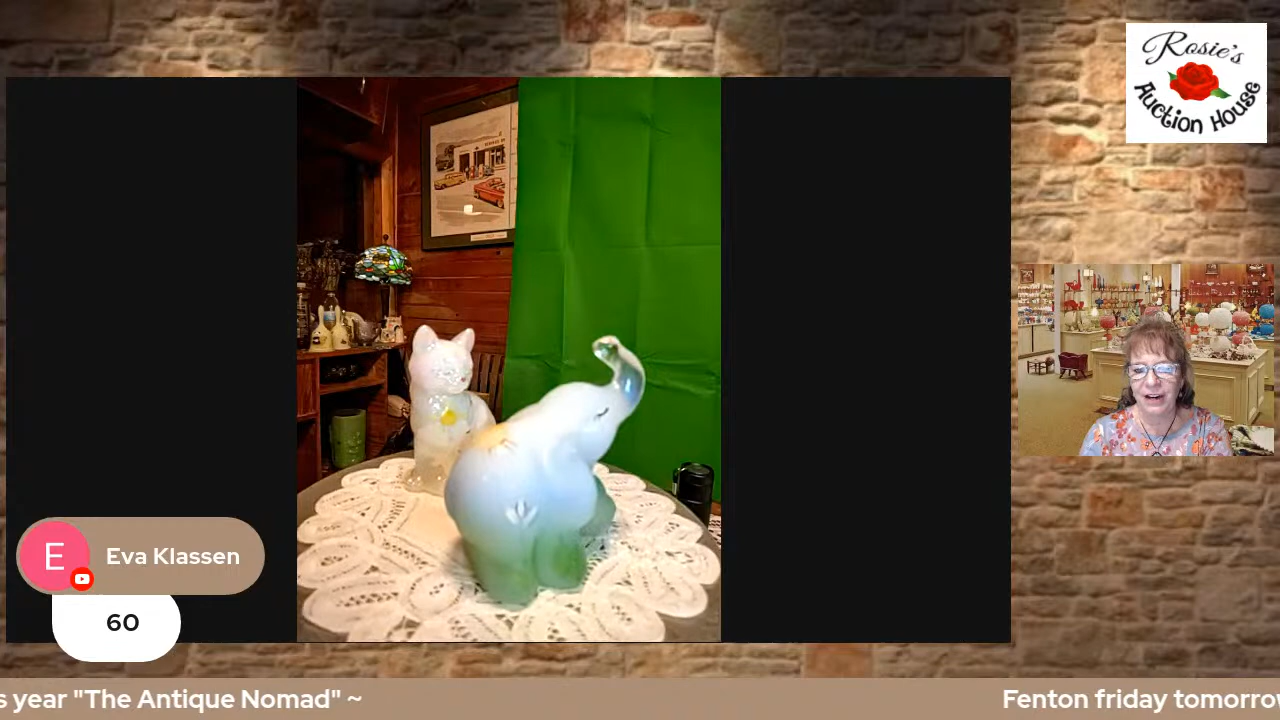 Rosie's
Auction House
E
Eva Klassen
60
s year "The Antique Nomad" ~
Fenton friday tomorrow